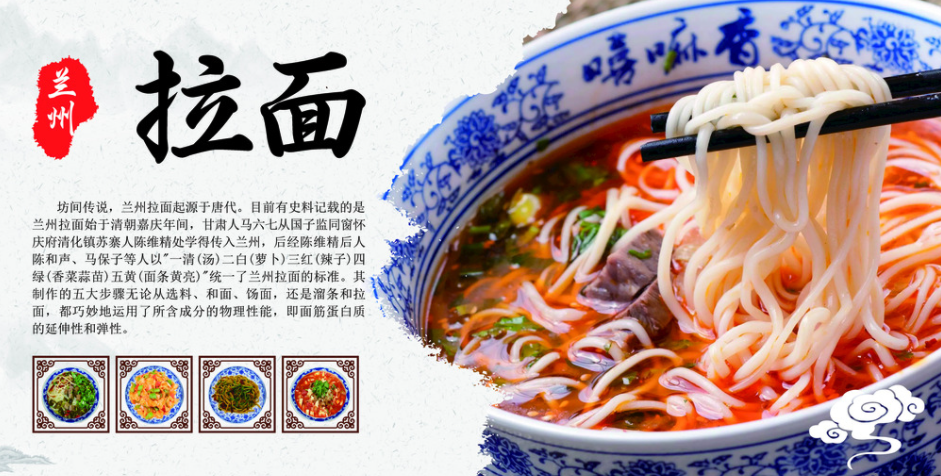 兰州
拉面
坊间传说，兰州拉面起源于唐代。目前有史料记载的是
兰州拉面始于清朝嘉庆年间，甘肃人马六七从国子监同窗怀
庆府清化镇苏寨人陈维精处学得传入兰州，后经陈维精后人
陈和声、马保子等人以"一清(汤)二白(萝卜)三红(辣子)四
绿(香菜蒜苗)五黄(面条黄亮)"统一了兰州拉面的标准。其
制作的五大步骤无论从选料、和面、饧面，还是溜条和拉
面，都巧妙地运用了所含成分的物理性能，即面筋蛋白质
的延伸性和弹性。
嘻嘛香